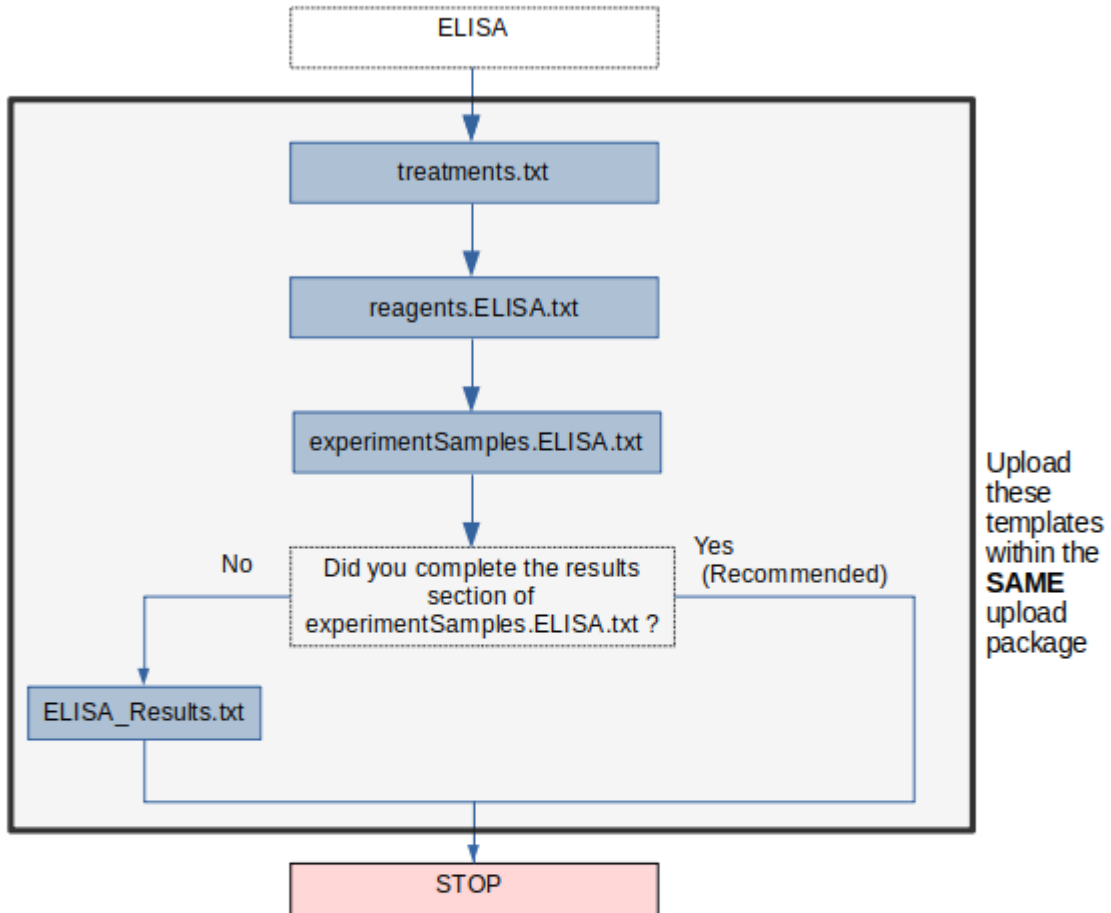 ELISA
treatments.txt
reagents.ELISA.txt
experimentSamples.ELISA.txt
No
Did you complete the results
section of
experimentSamples.ELISA.txt ?
Yes
(Recommended)
ELISA_Results.txt
Upload
these
templates
within the
SAME
upload
package
STOP